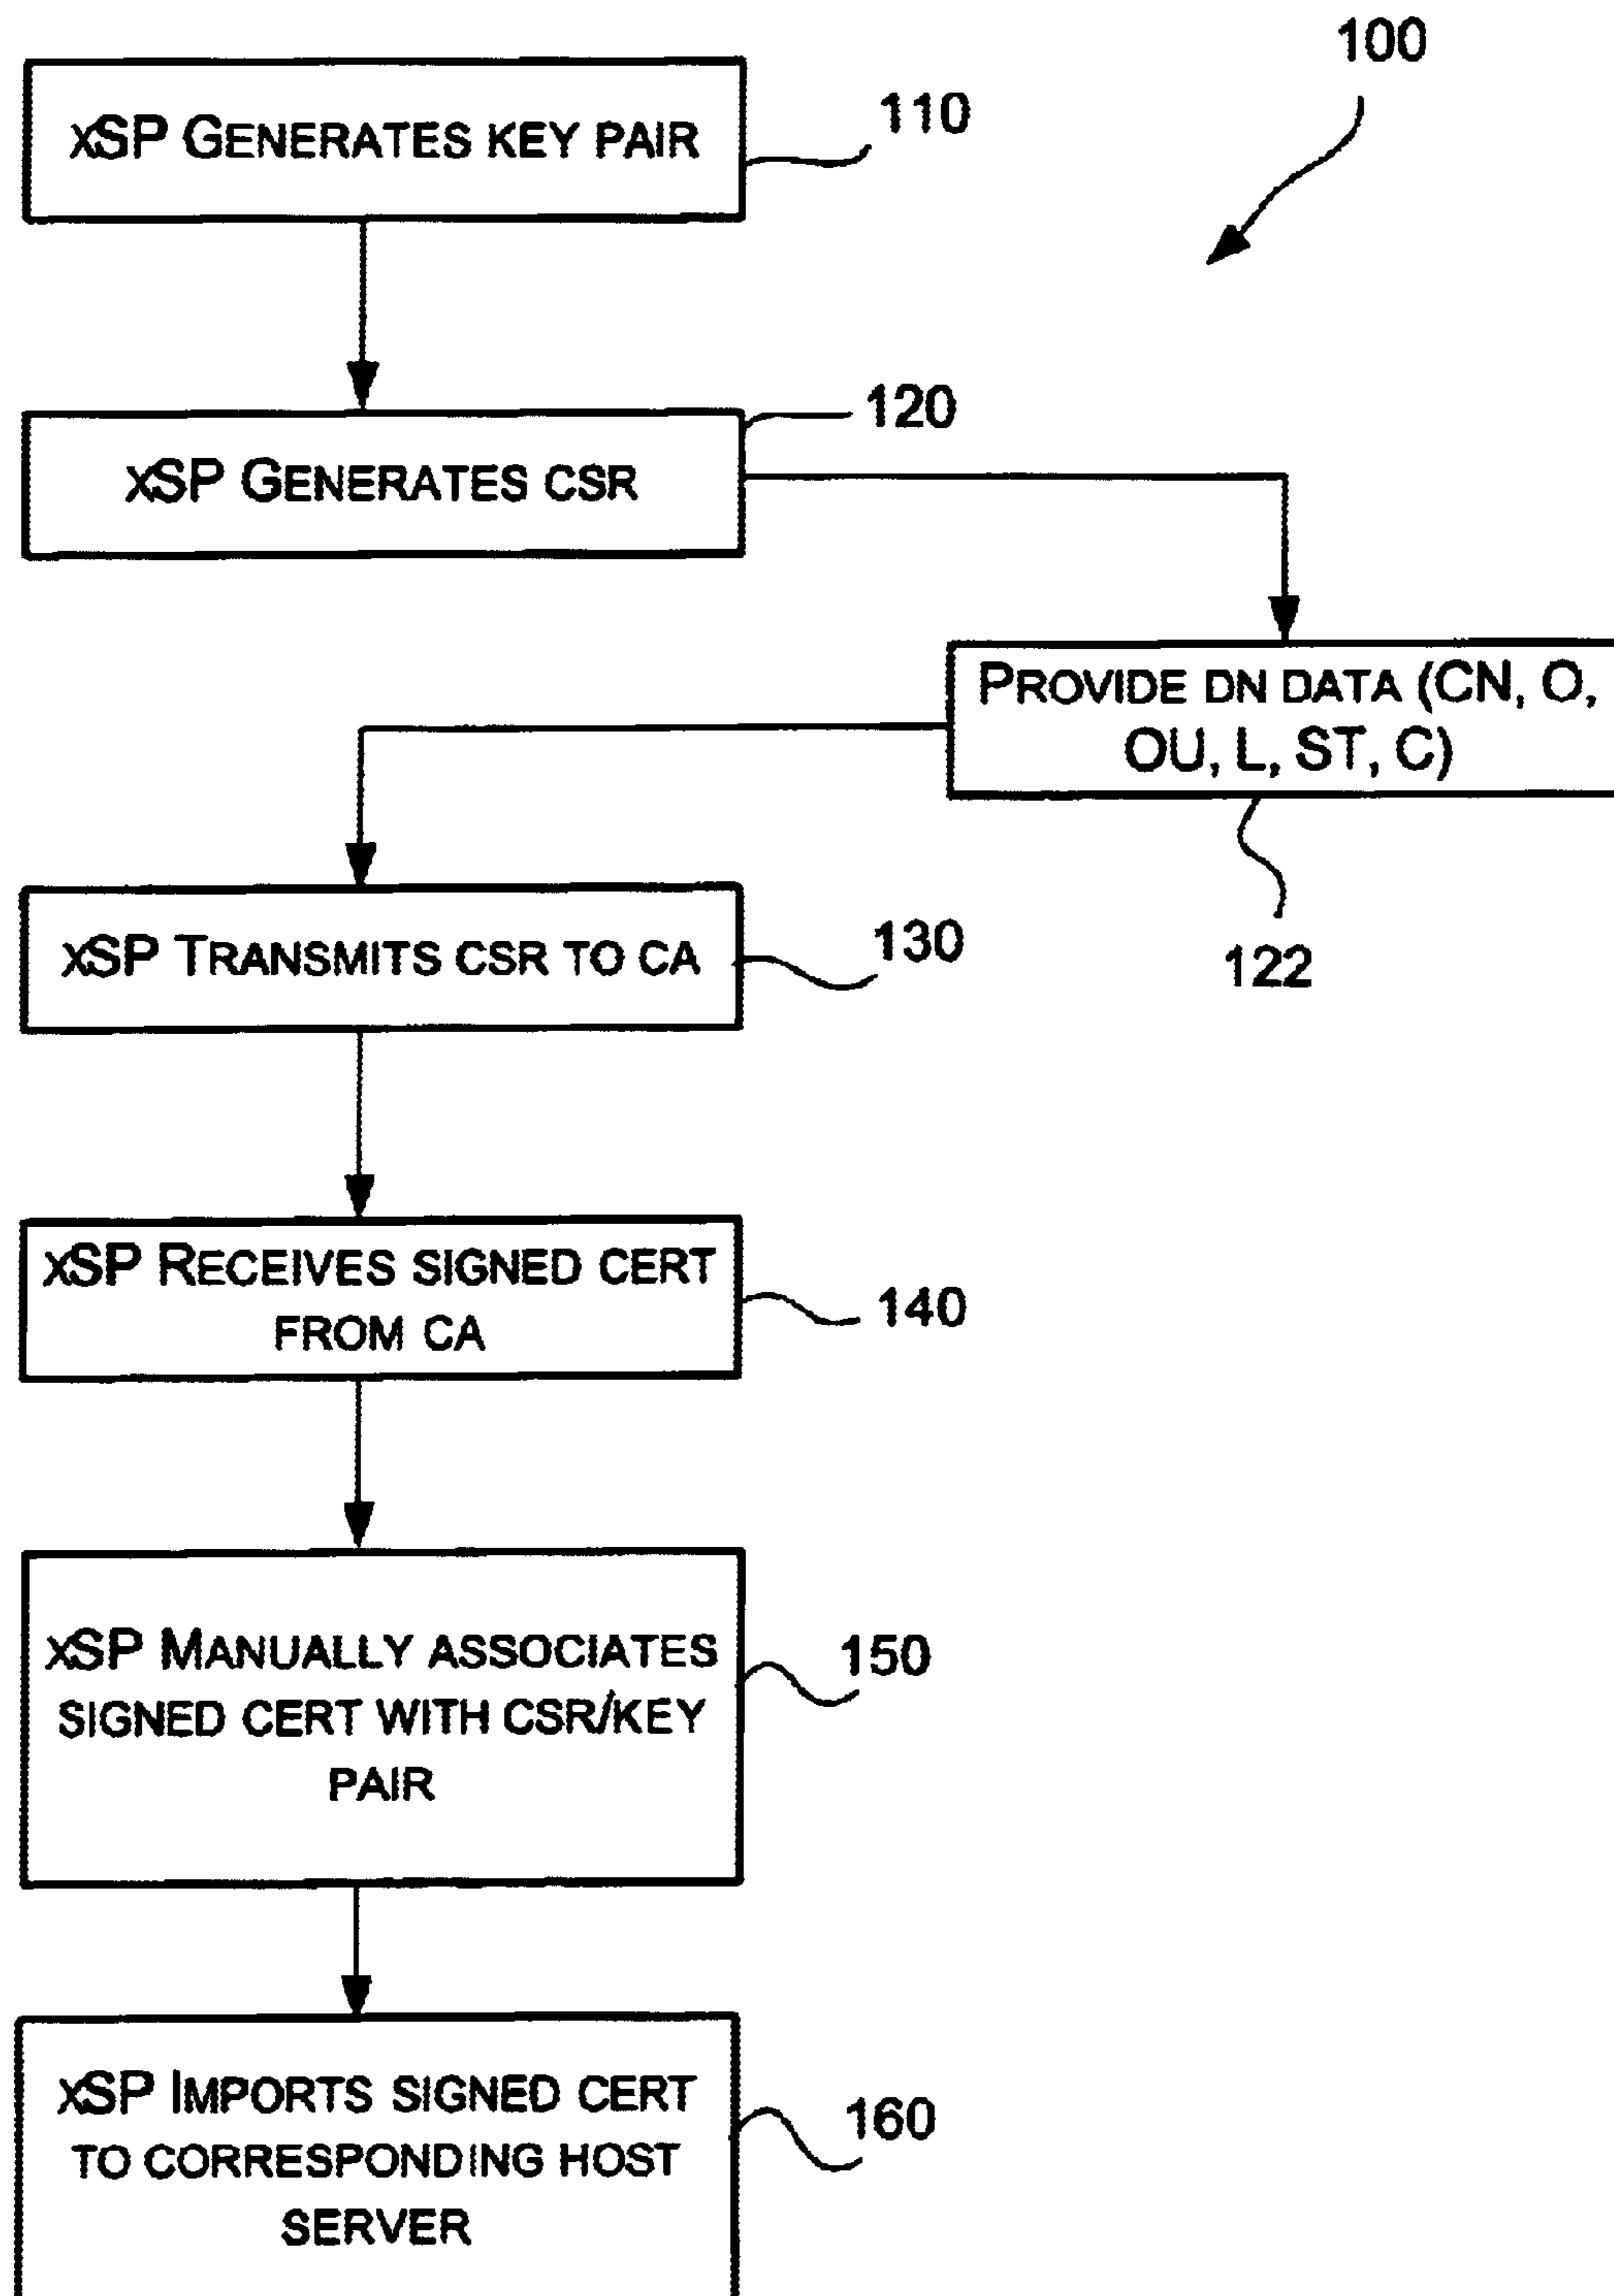 100
xSP GENERATES KEY PAIR
110
xSP GENERATES CSR
120
PROVIDE DN DATA (CN, O,
OU, L, ST, C)
122
xSP TRANSMITS CSR TO CA
130
xSP RECEIVES SIGNED CERT
FROM CA
140
xSP MANUALLY ASSOCIATES
SIGNED CERT WITH CSR/KEY
PAIR
150
xSP IMPORTS SIGNED CERT
TO CORRESPONDING HOST
SERVER
160